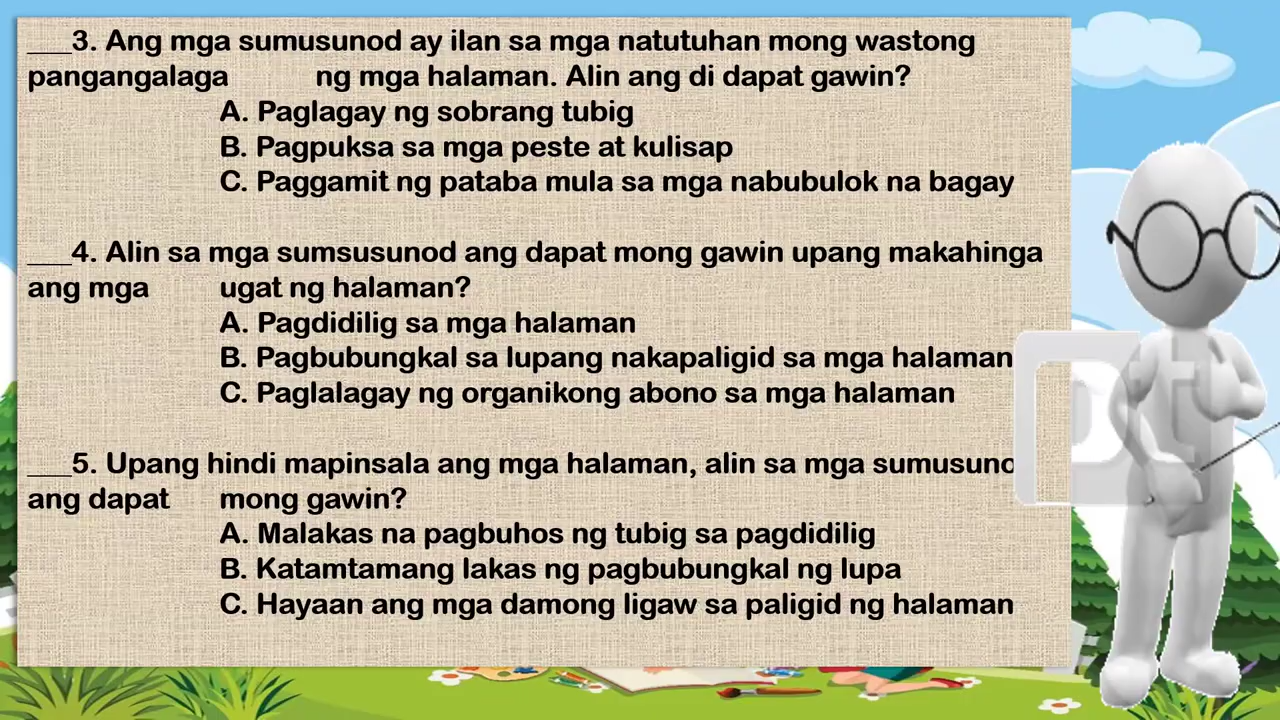 ___3. Ang mga sumusunod ay ilan sa mga natutuhan mong wastong
pangangalaga ng mga halaman. Alin ang di dapat gawin?
A. Paglagay ng sobrang tubig
B. Pagpuksa sa mga peste at kulisap
C. Paggamit ng pataba mula sa mga nabubulok na bagay
___4. Alin sa mga sumsusunod ang dapat mong gawin upang makahinga
ang mga ugat ng halaman?
A. Pagdidilig sa mga halaman
B. Pagbubungkal sa lupang nakapaligid sa mga halaman
C. Paglalagay ng organikong abono sa mga halaman
___5. Upang hindi mapinsala ang mga halaman, alin sa mga sumusuno
ang dapat mong gawin?
A. Malakas na pagbuhos ng tubig sa pagdidilig
B. Katamtamang lakas ng pagbubungkal ng lupa
C. Hayaan ang mga damong ligaw sa paligid ng halaman
Dt